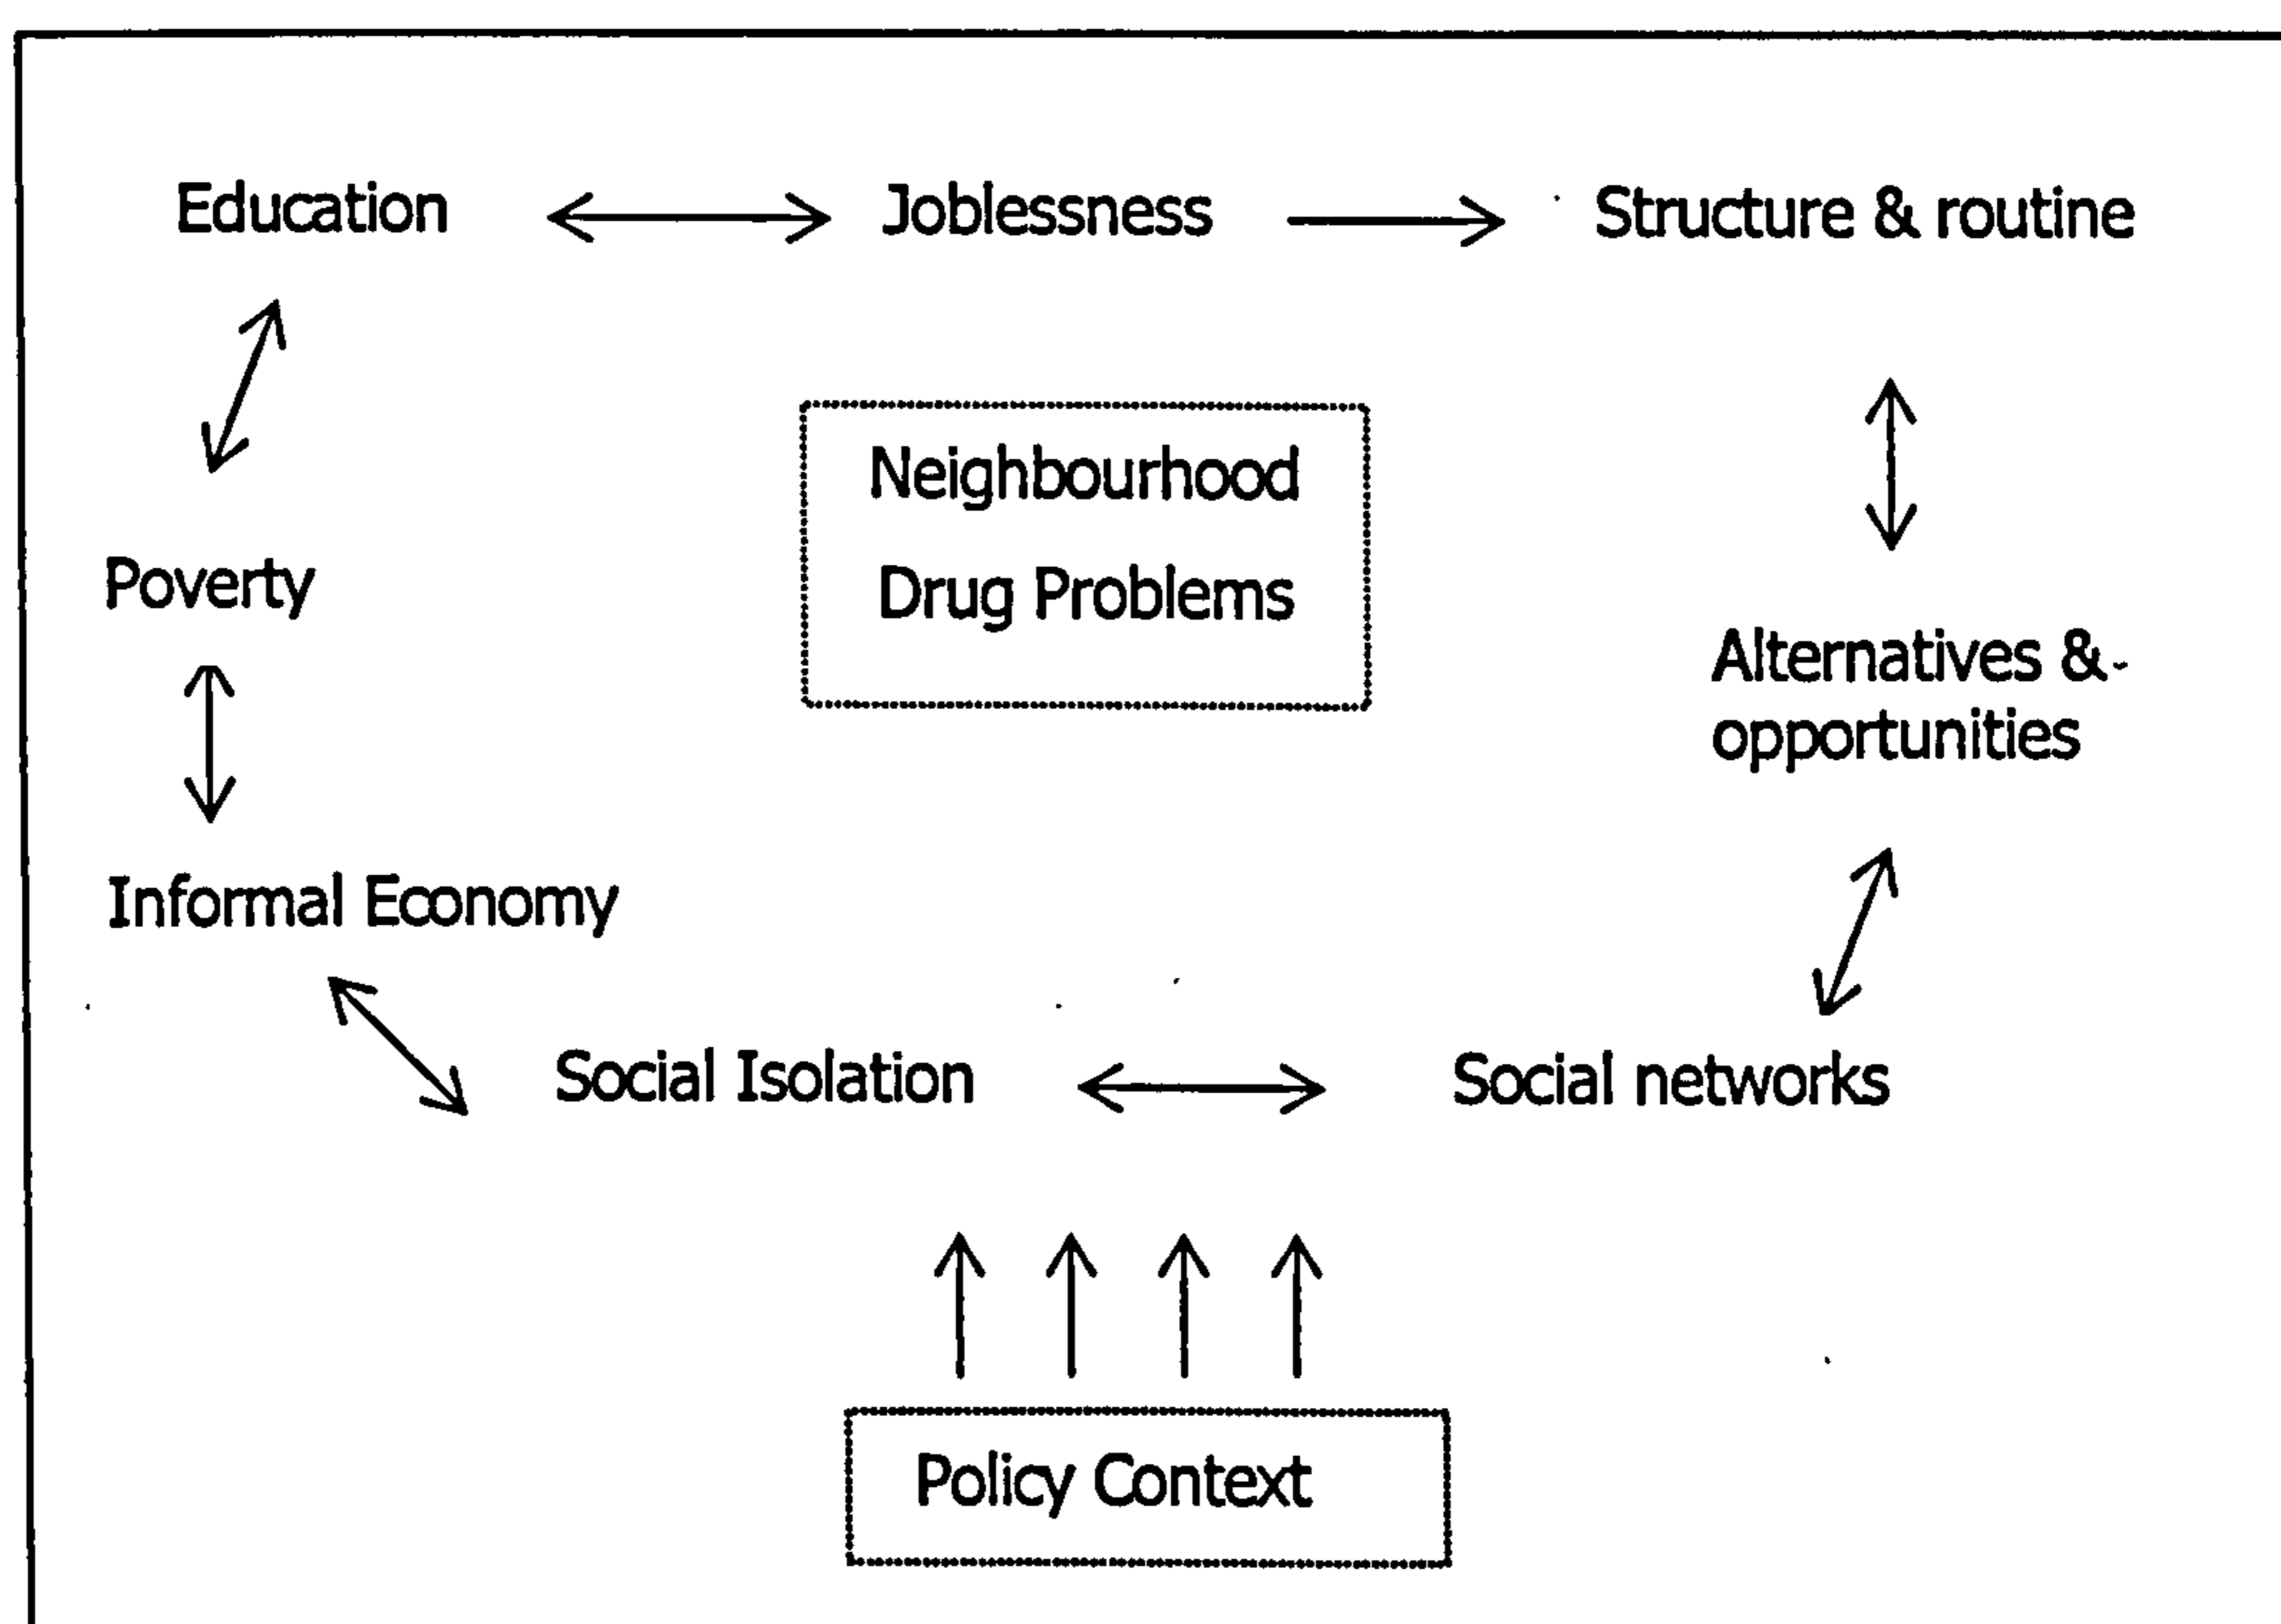 Education
Joblessness
Structure & routine
Neighbourhood
Drug Problems
Poverty
Alternatives &
opportunities
Informal Economy
Social Isolation
Social networks
Policy Context